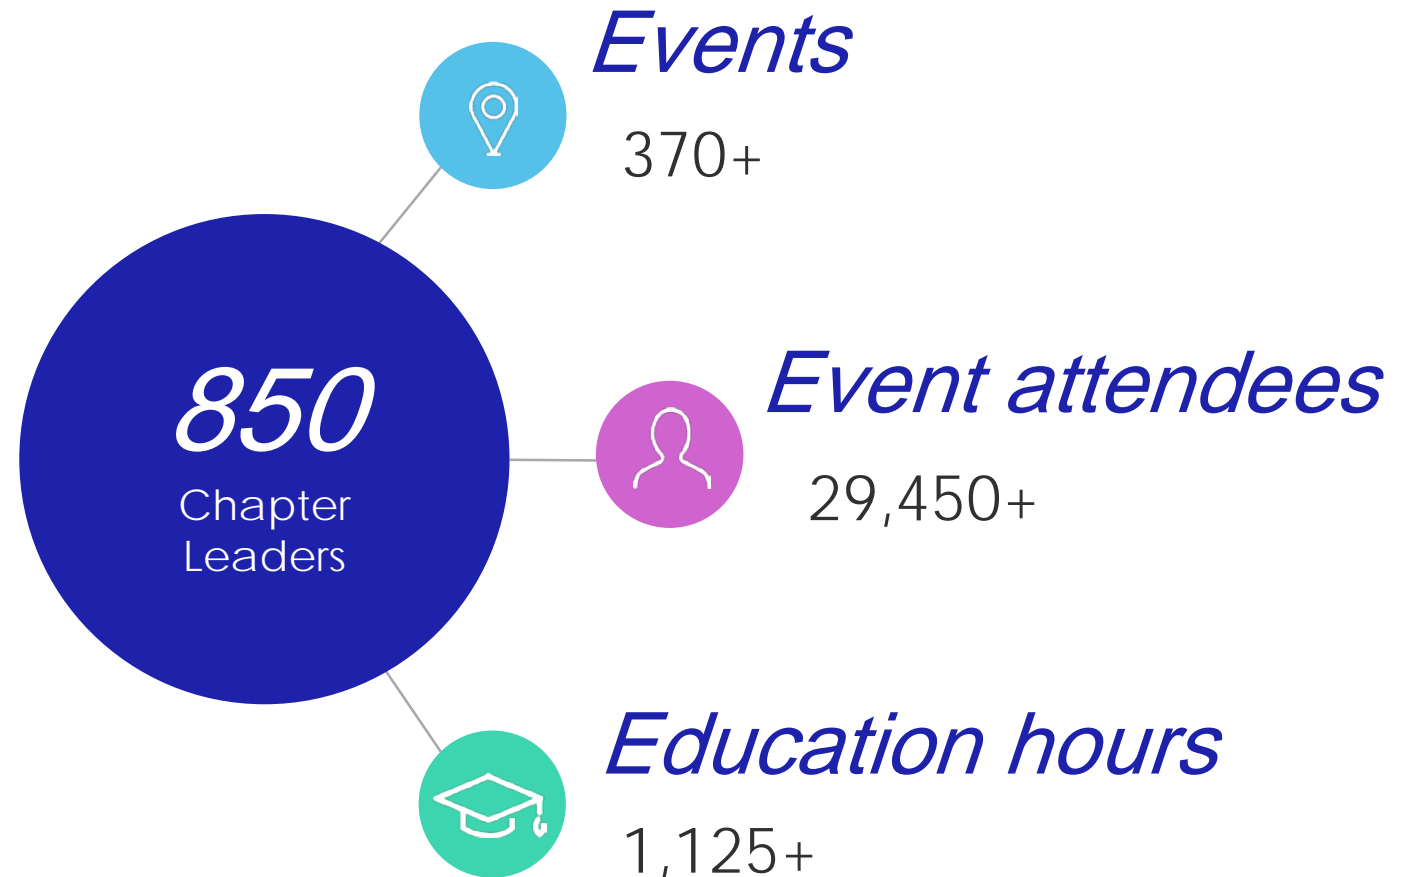 Events
370+
850
Chapter
Leaders
Event attendees
29,450+
Education hours
1,125+